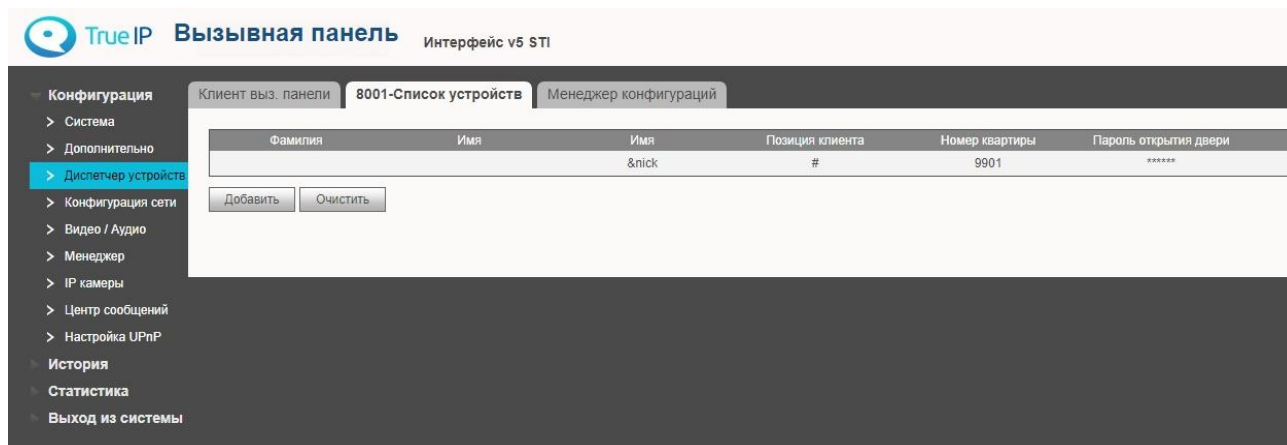 True IP Вызывная панель Интерфейс v5 STI
Конфигурация
> Система
> Дополнительно
> Диспетчер устройств
> Конфигурация сети
> Видео / Аудио
> Менеджер
> IP камеры
> Центр сообщений
> Настройка UPnP
История
Статистика
Выход из системы
Клиент выз. панели 8001-Список устройств Менеджер конфигураций
Фамилия Имя Имя Позиция клиента Номер квартиры Пароль открытия двери
&nick # 9901 ******
Добавить Очистить